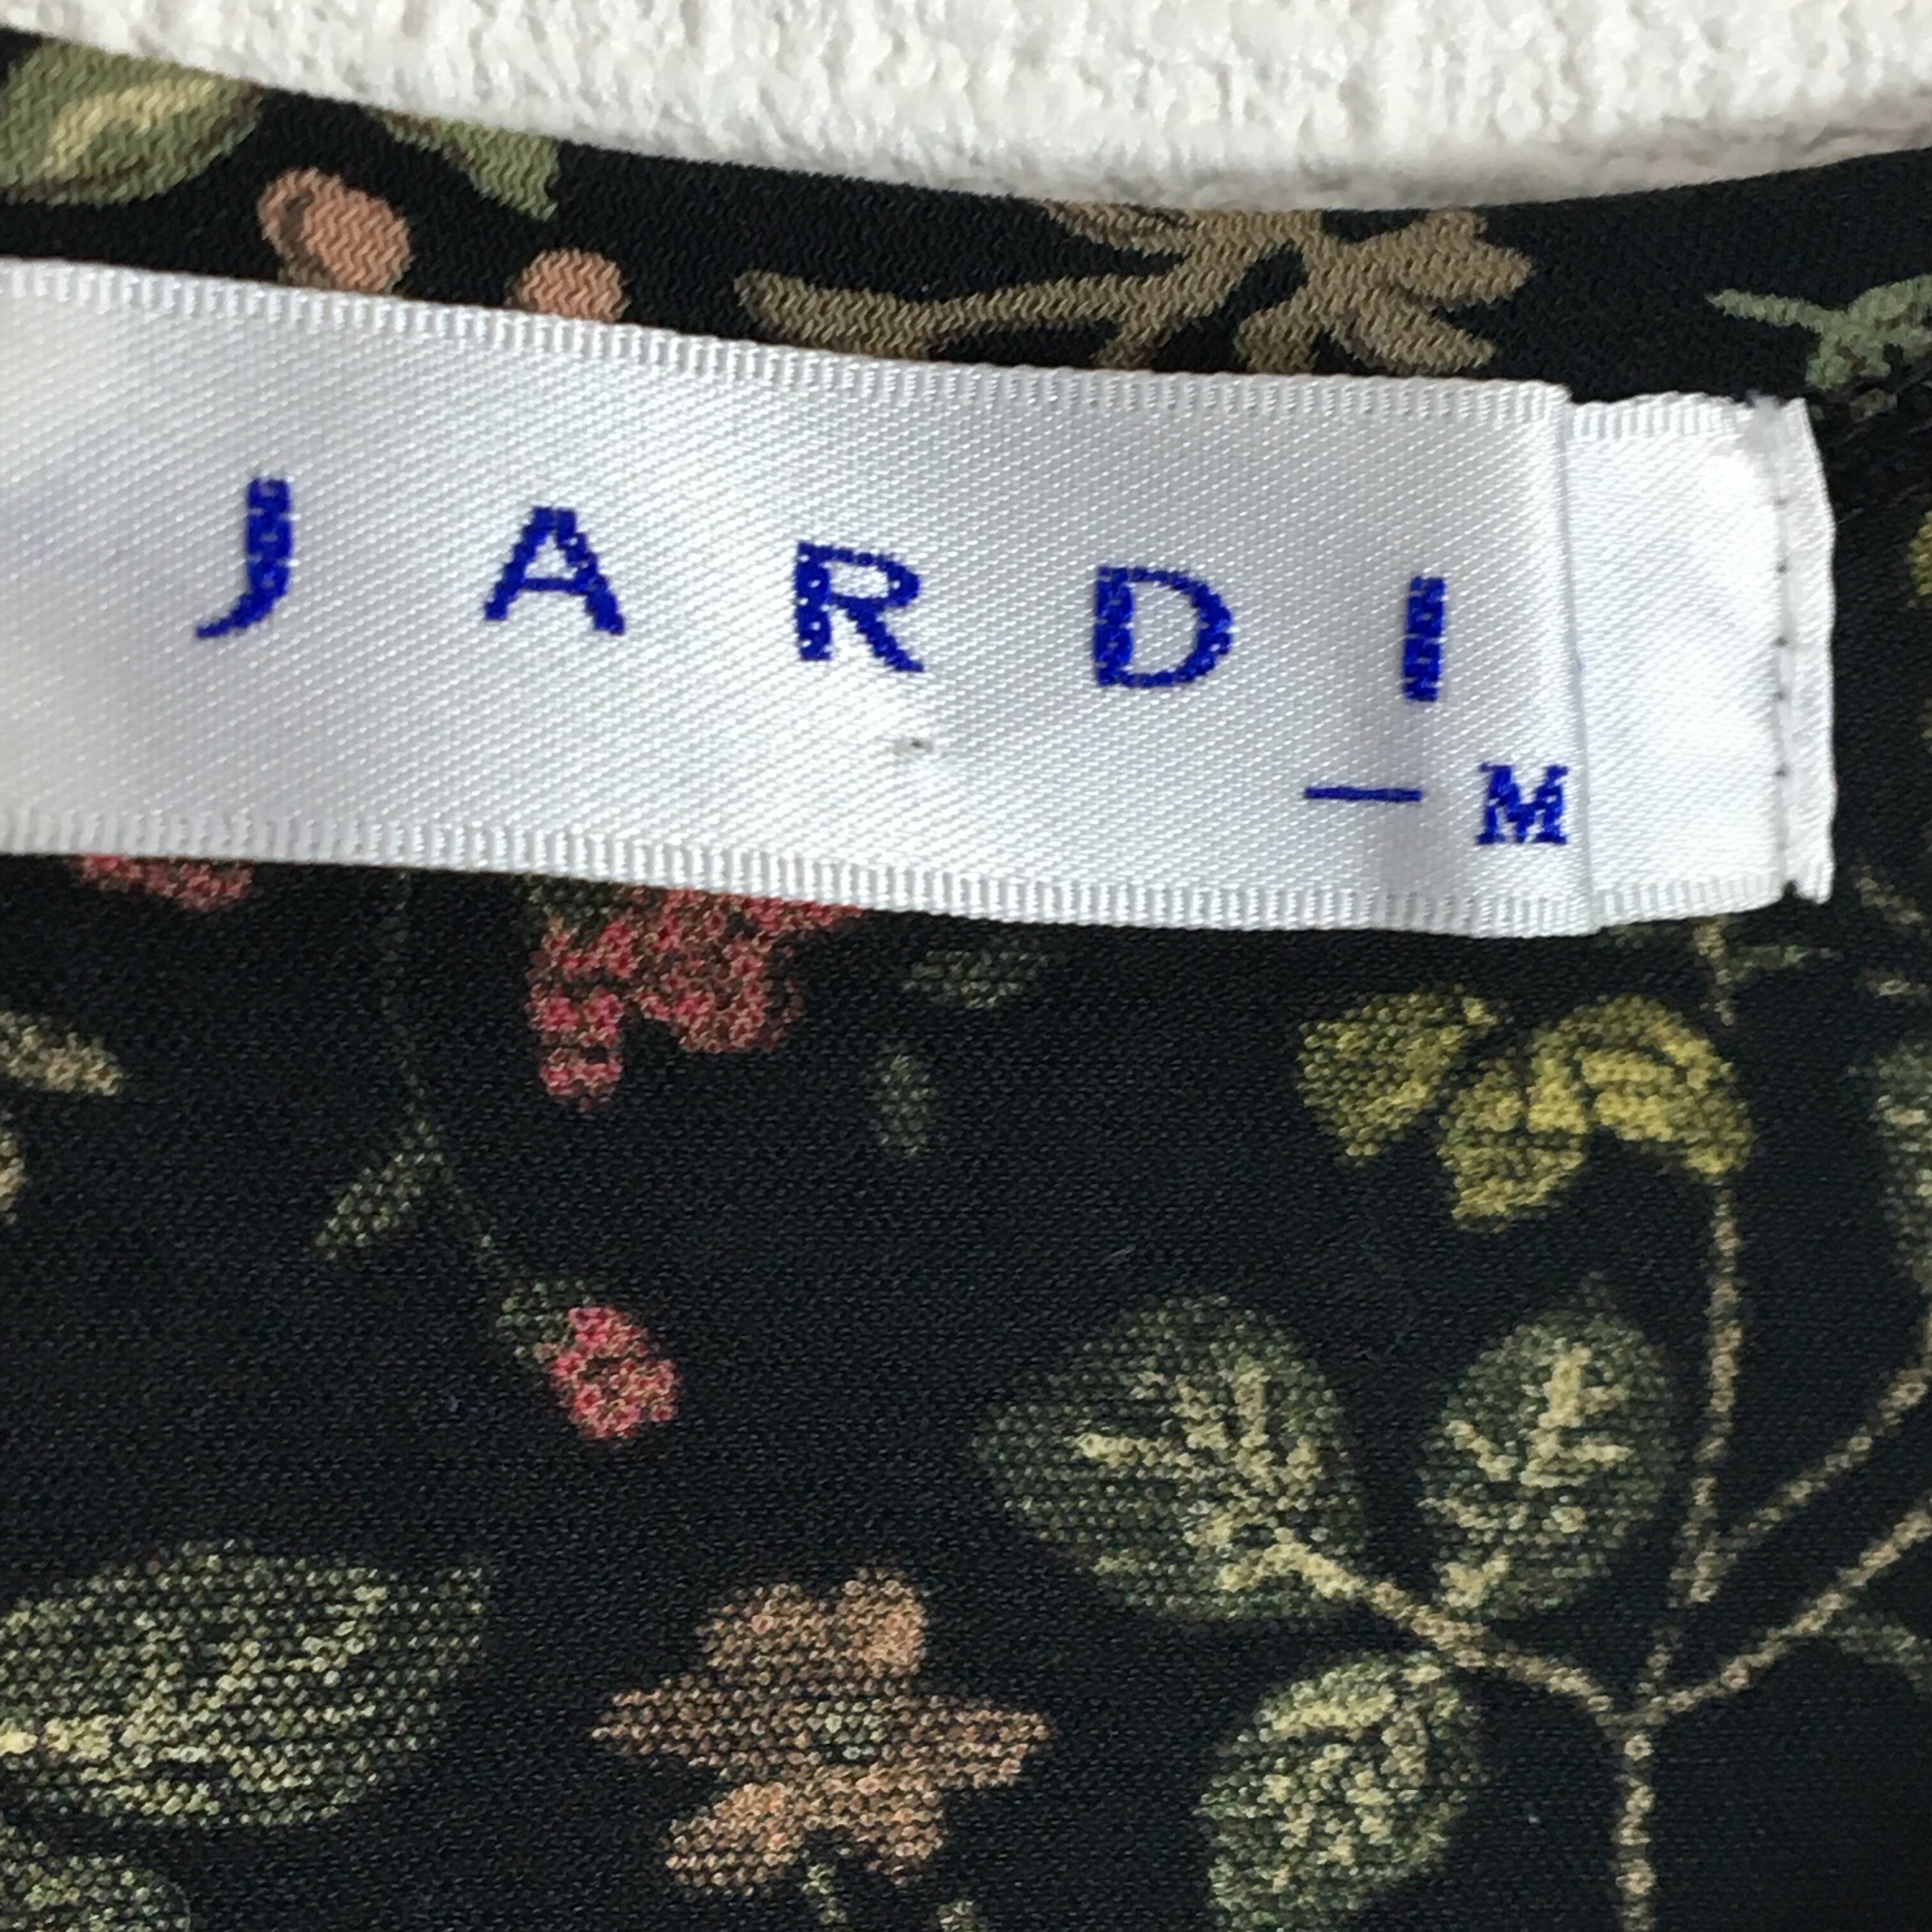 JARDI
— M